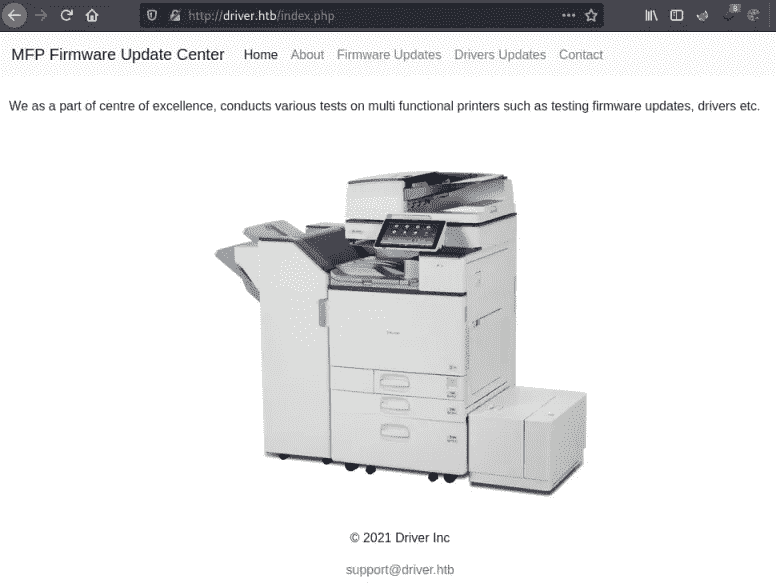 http://driver.htb/index.php
8
MFP Firmware Update Center Home About Firmware Updates Drivers Updates Contact
We as a part of centre of excellence, conducts various tests on multi functional printers such as testing firmware updates, drivers etc.
© 2021 Driver Inc
support@driver.htb